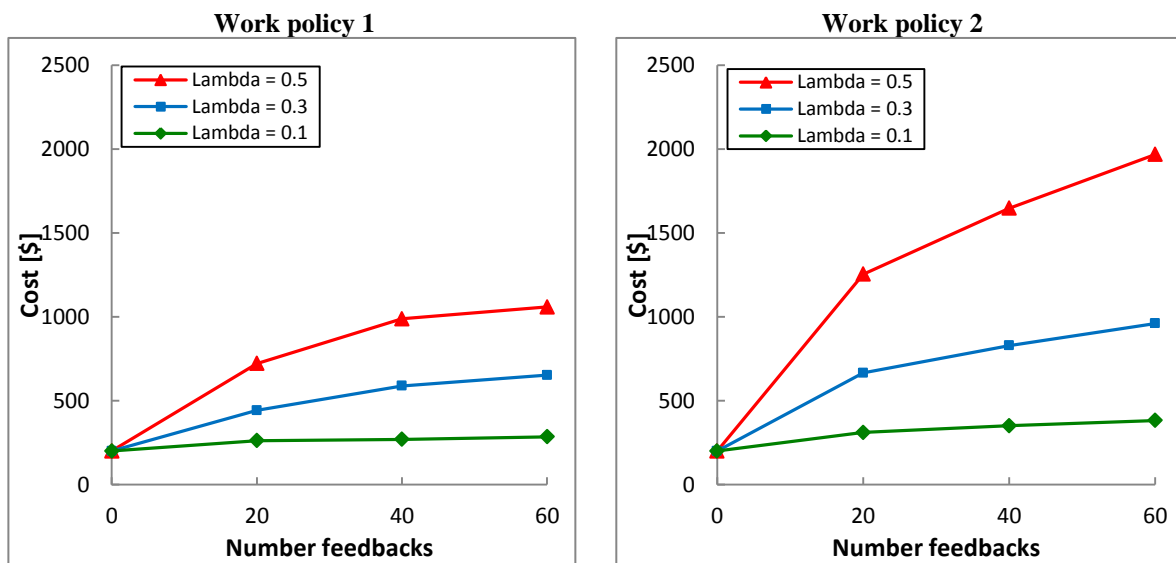 Work policy 1
2500
2000
1500
1000
500
0
Cost [$]
Lambda = 0.5
Lambda = 0.3
Lambda = 0.1
0 20 40 60
Number feedbacks
Work policy 2
2500
2000
1500
1000
500
0
Cost [$]
Lambda = 0.5
Lambda = 0.3
Lambda = 0.1
0 20 40 60
Number feedbacks